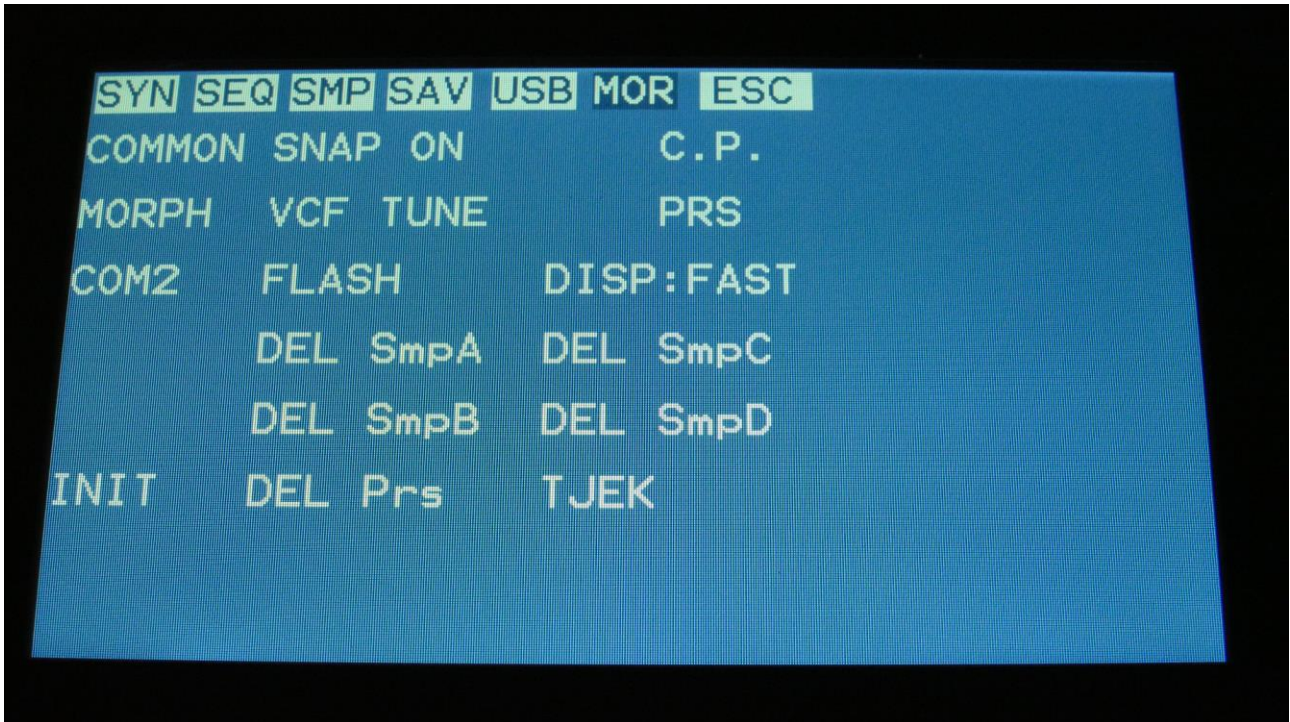 SYN SEQ SMP SAV USB MOR ESC
COMMON SNAP ON C.P.
MORPH VCF TUNE PRS
COM2 FLASH DISP:FAST
DEL SmpA DEL SmpC
DEL SmpB DEL SmpD
INIT DEL Prs TJEK